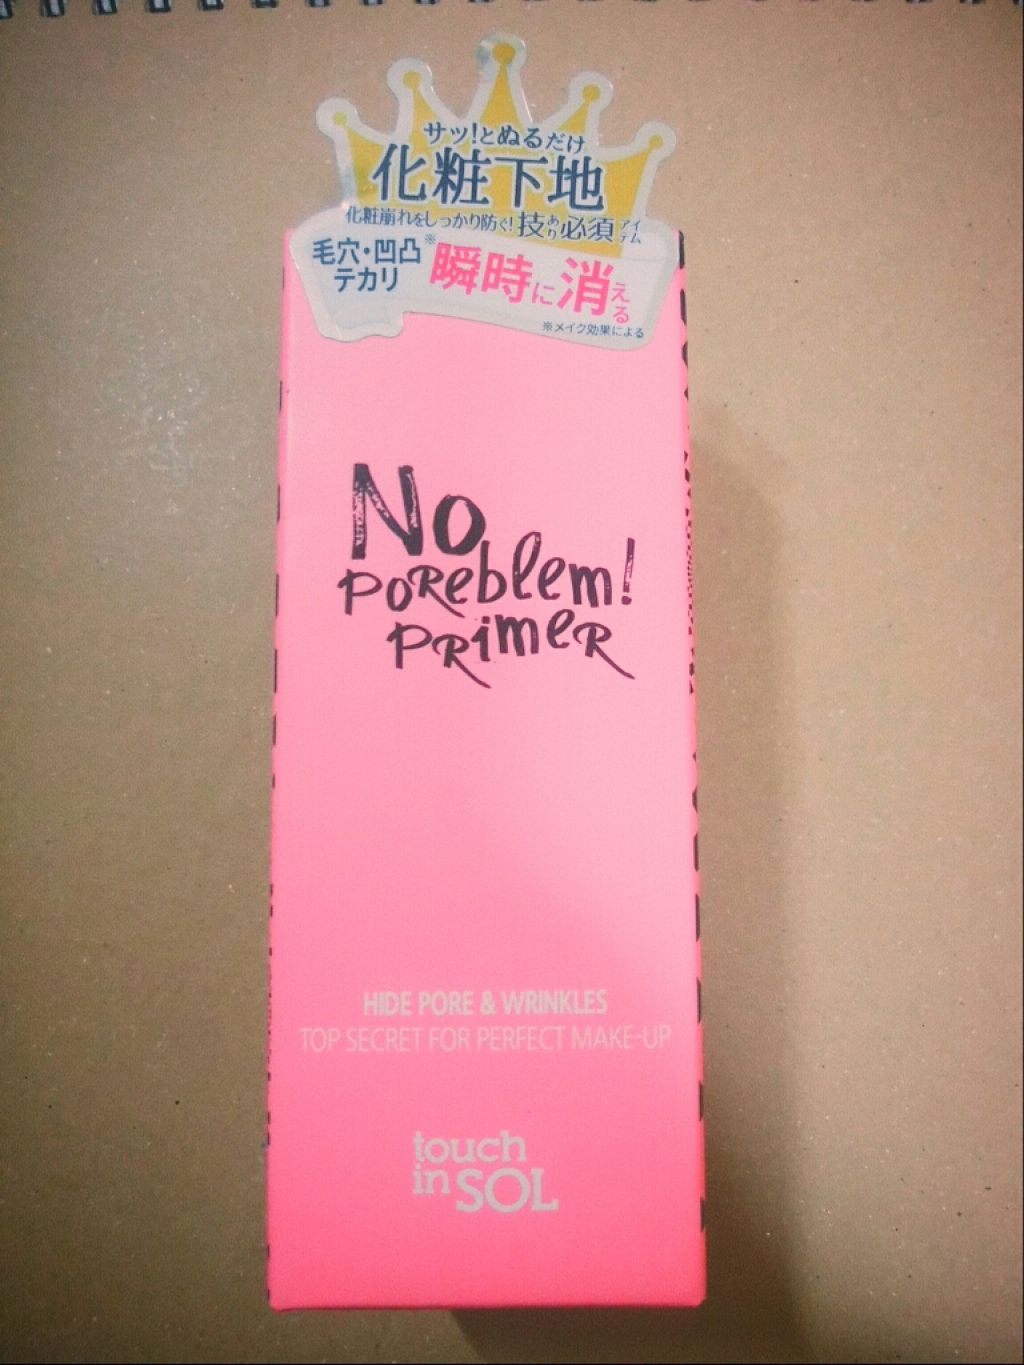 サッ!とぬるだけ
化粧下地
化粧崩れをしっかり防ぐ!技あり必須アイテム
毛穴・凹凸※
テカリ
瞬時に消える
※メイク効果による
No
PoReblem!
PRimeR
HIDE PORE & WRINKLES
TOP SECRET FOR PERFECT MAKE-UP
touch
in SOL